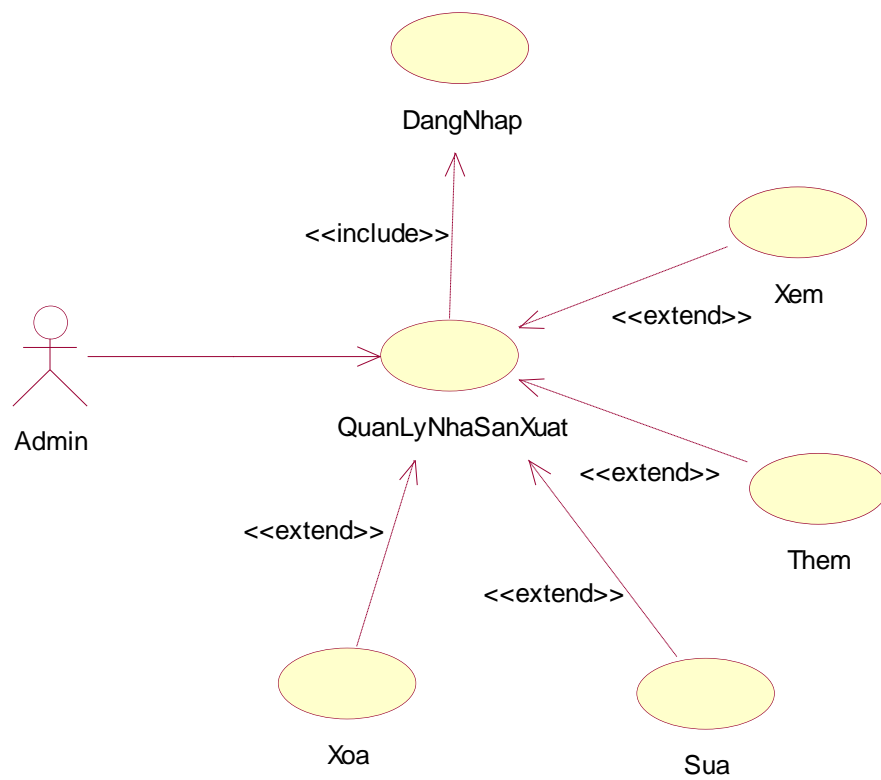 DangNhap
<<include>>
Xem
<<extend>>
Admin
QuanLyNhaSanXuat
<<extend>>
<<extend>>
Them
<<extend>>
Xoa
Sua